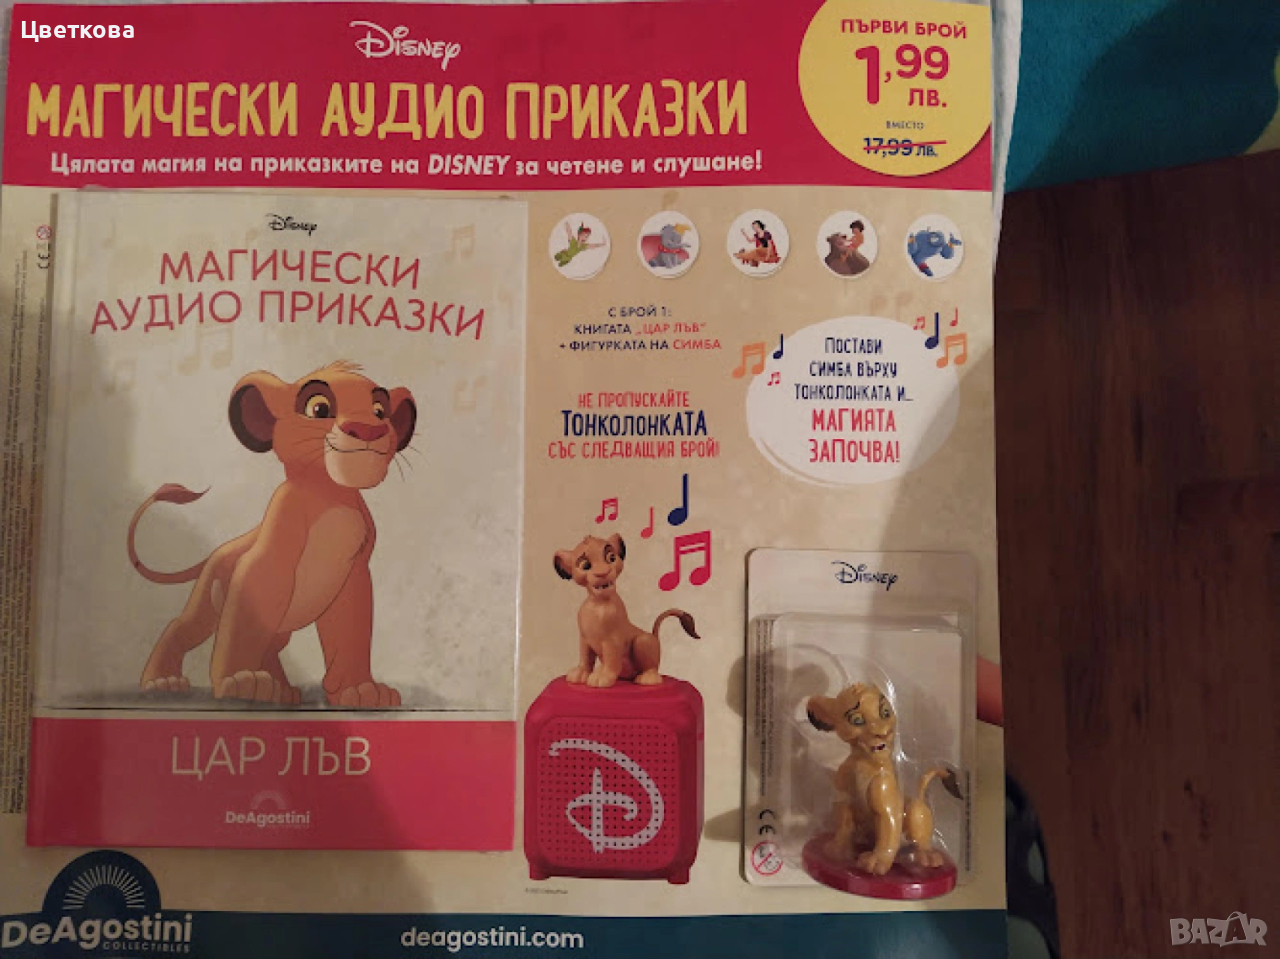 Цветкова
Disney
МАГИЧЕСКИ АУДИО ПРИКАЗКИ
Цялата магия на приказките на DISNEY за четене и слушане!
ПЪРВИ БРОЙ
1,99
ЛВ.
ВМЕСТО
17,99 ЛВ.
Disney
МАГИЧЕСКИ
АУДИО ПРИКАЗКИ
ЦАР ЛЪВ
DeAgostini
С БРОЙ 1:
КНИГАТА „ЦАР ЛЪВ“
+ ФИГУРКАТА НА СИМБА
НЕ ПРОПУСКАЙТЕ
ТОНКОЛОНКАТА
СЪС СЛЕДВАЩИЯ БРОЙ!
ПОСТАВИ
СИМБА ВЪРХУ
ТОНКОЛОНКАТА И...
МАГИЯТА
ЗАПОЧВА!
D
Disney
CE
CE
DeAgostini
COLLECTIBLES
deagostini.com
BAZAR